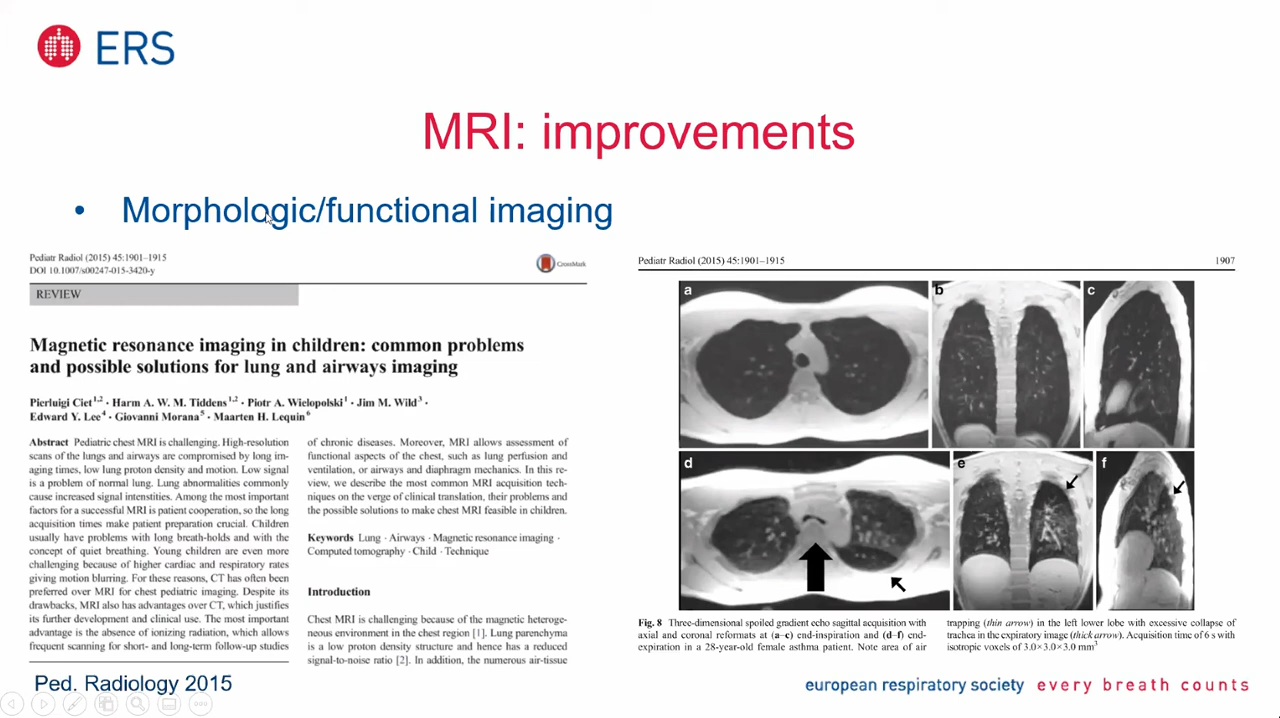 ERS
MRI: improvements
• Morphologic/functional imaging
Pediatr Radiol (2015) 45:1901–1915
DOI 10.1007/s00247-015-3420-y
CrossMark
REVIEW
Magnetic resonance imaging in children: common problems
and possible solutions for lung and airways imaging
Pierluigi Ciet1,2 · Harm A. W. M. Tiddens1,2 · Piotr A. Wielopolski1 · Jim M. Wild3 ·
Edward Y. Lee4 · Giovanni Morana5 · Maarten H. Lequin6
Abstract Pediatric chest MRI is challenging. High-resolution
scans of the lungs and airways are compromised by long im-
aging times, low lung proton density and motion. Low signal
is a problem of normal lung. Lung abnormalities commonly
cause increased signal intenstities. Among the most important
factors for a successful MRI is patient cooperation, so the long
acquisition times make patient preparation crucial. Children
usually have problems with long breath-holds and with the
concept of quiet breathing. Young children are even more
challenging because of higher cardiac and respiratory rates
giving motion blurring. For these reasons, CT has often been
preferred over MRI for chest pediatric imaging. Despite its
drawbacks, MRI also has advantages over CT, which justifies
its further development and clinical use. The most important
advantage is the absence of ionizing radiation, which allows
frequent scanning for short- and long-term follow-up studies
of chronic diseases. Moreover, MRI allows assessment of
functional aspects of the chest, such as lung perfusion and
ventilation, or airways and diaphragm mechanics. In this re-
view, we describe the most common MRI acquisition tech-
niques on the verge of clinical translation, their problems and
the possible solutions to make chest MRI feasible in children.
Keywords Lung · Airways · Magnetic resonance imaging ·
Computed tomography · Child · Technique
Introduction
Chest MRI is challenging because of the magnetic heteroge-
neous environment in the chest region [1]. Lung parenchyma
is a low proton density structure and hence has a reduced
signal-to-noise ratio [2]. In addition, the numerous air-tissue
Pediatr Radiol (2015) 45:1901–1915 1907
a b c
d e f
Fig. 8 Three-dimensional spoiled gradient echo sagittal acquisition with
axial and coronal reformats at (a–c) end-inspiration and (d–f) end-
expiration in a 28-year-old female asthma patient. Note area of air
trapping (thin arrow) in the left lower lobe with excessive collapse of
trachea in the expiratory image (thick arrow). Acquisition time of 6 s with
isotropic voxels of 3.0×3.0×3.0 mm3
Ped. Radiology 2015
european respiratory society every breath counts